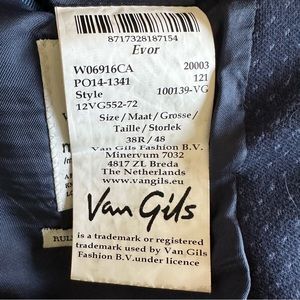 8717328187154
Evor
W06916CA 20003
PO14-1341 121
Style 100139-VG
12VG552-72
Size/Maat/Grosse/
Taille/Storlek
38R/48
Van Gils Fashion B.V.
Minervum 7032
4817 ZL Breda
The Netherlands
www.vangils.eu
Van Gils
is a trademark or registered
trademark used by Van Gils
Fashion B.V.under licence